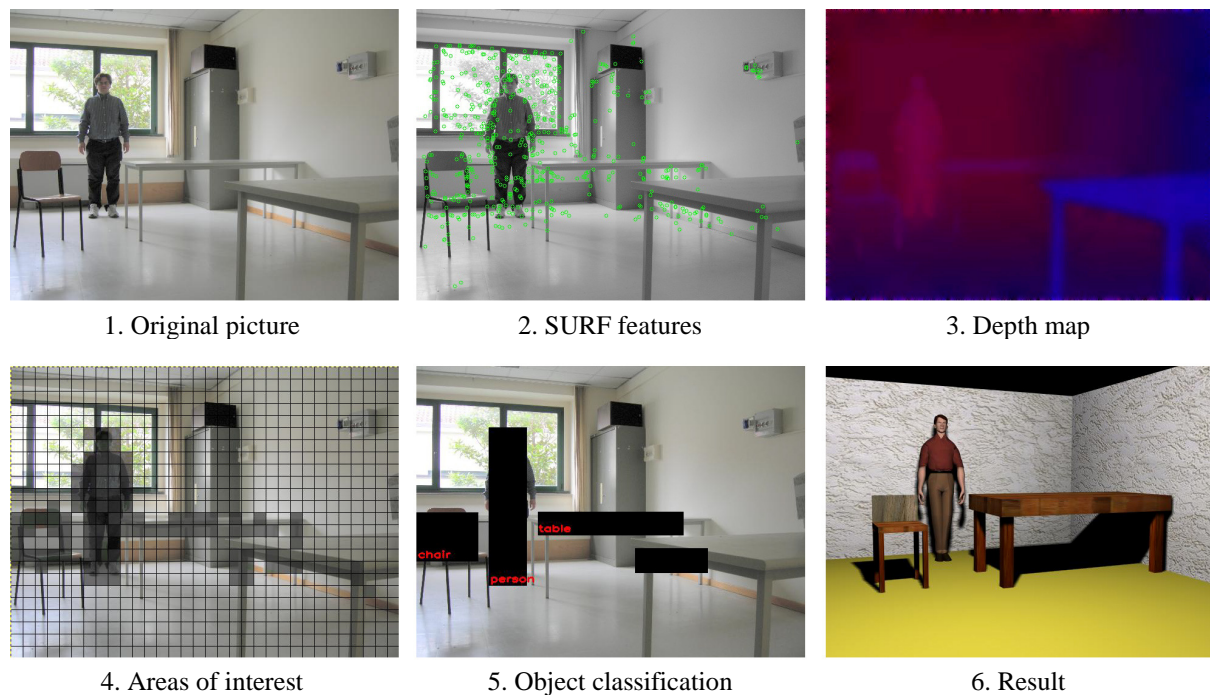 1. Original picture
2. SURF features
3. Depth map
4. Areas of interest
chair
person
table
5. Object classification
6. Result